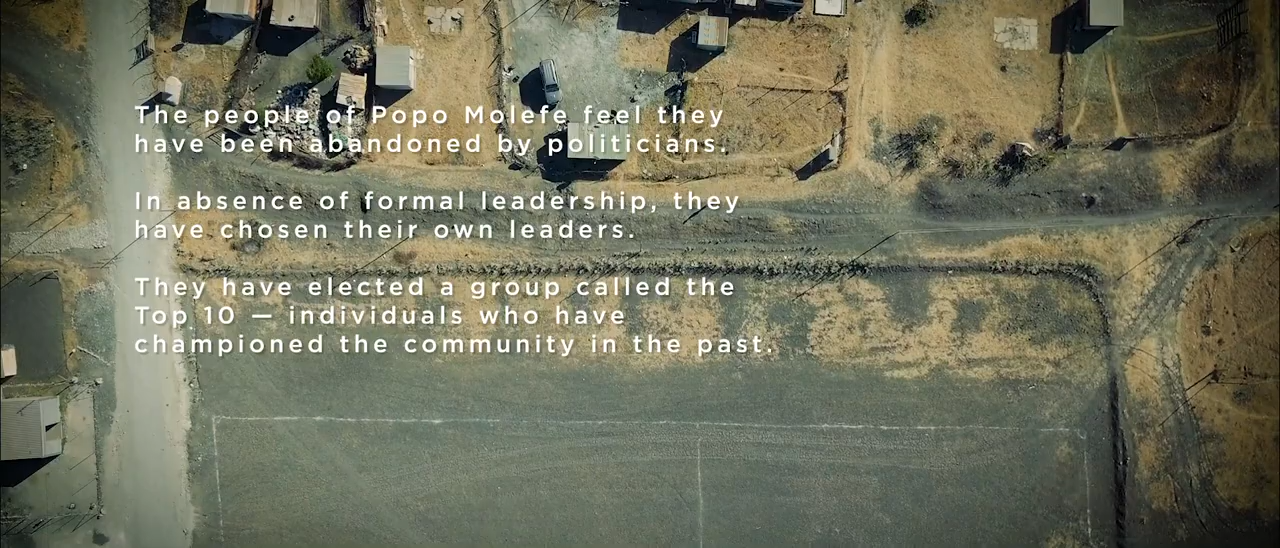 The people of Popo Molefe feel they
have been abandoned by politicians.
In absence of formal leadership, they
have chosen their own leaders.
They have elected a group called the
Top 10 — individuals who have
championed the community in the past.